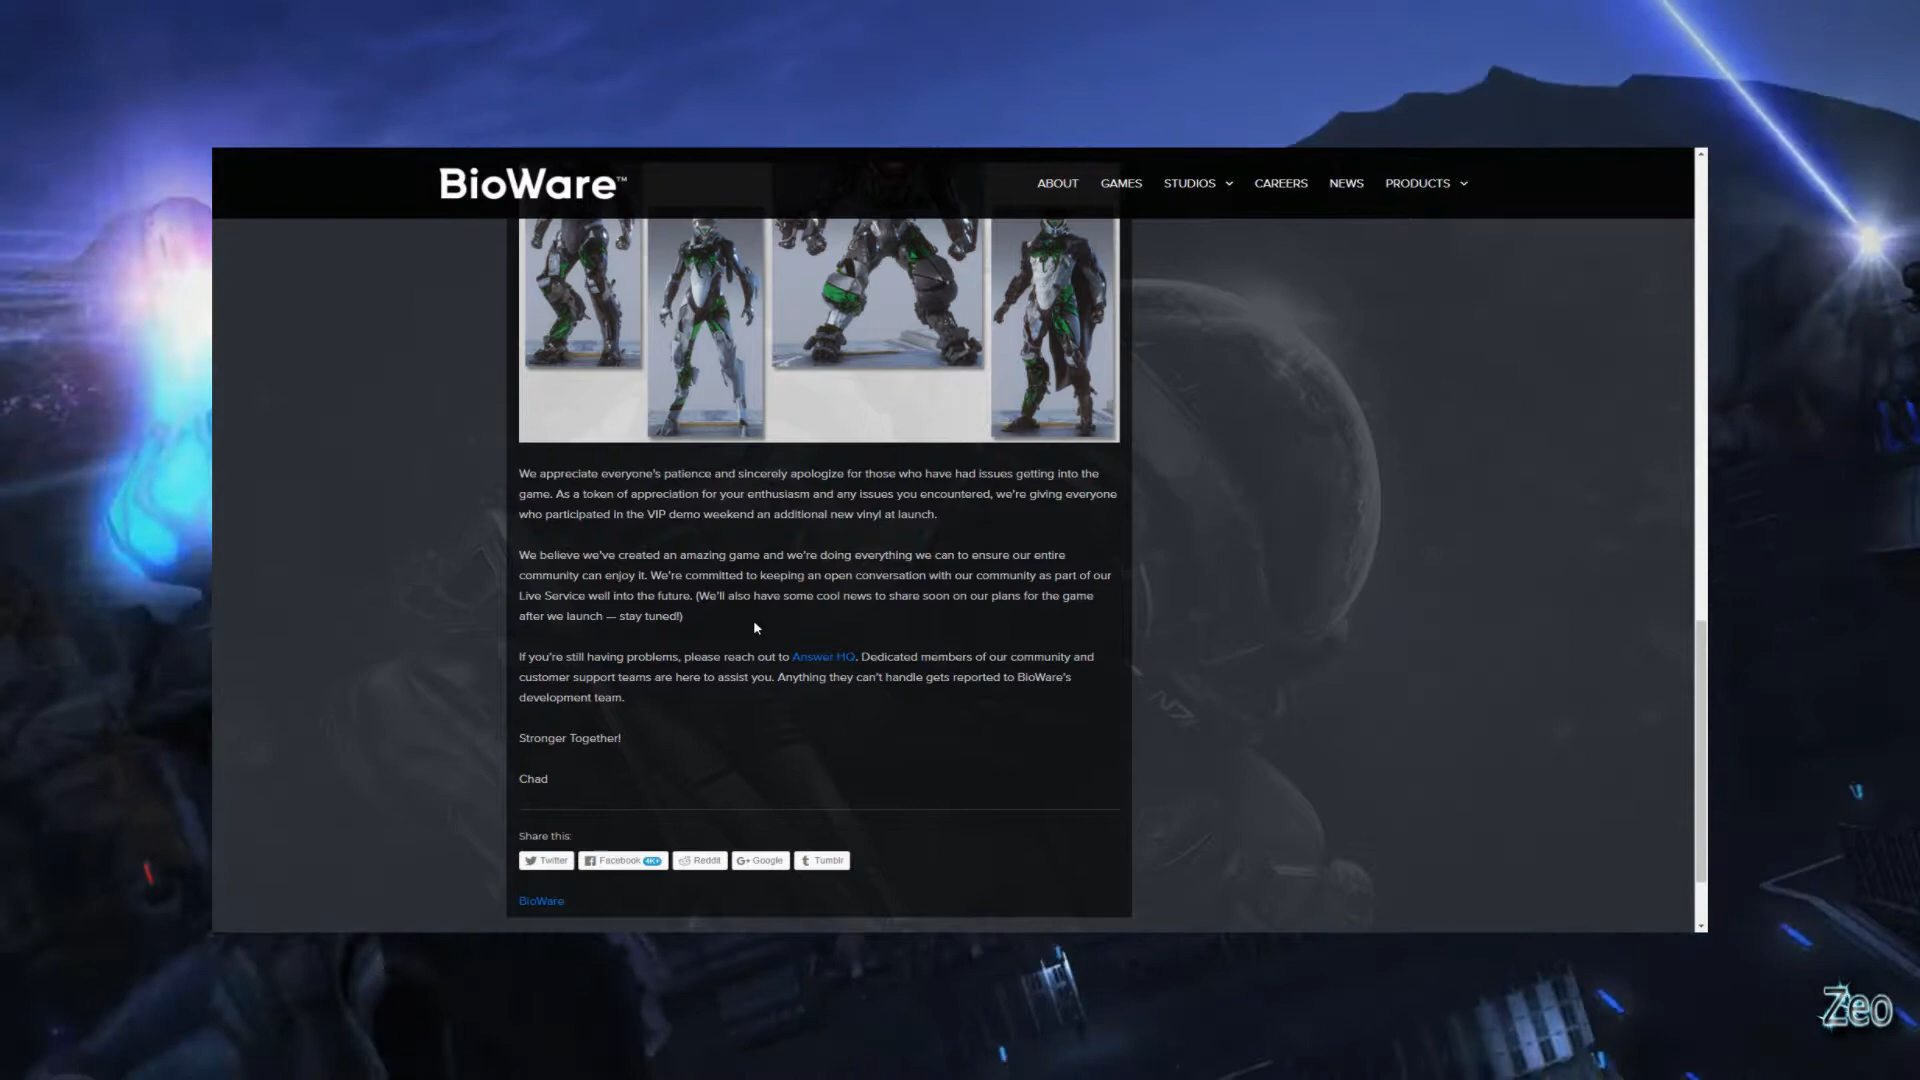 BioWare™
ABOUT GAMES STUDIOS CAREERS NEWS PRODUCTS
We appreciate everyone's patience and sincerely apologize for those who have had issues getting into the
game. As a token of appreciation for your enthusiasm and any issues you encountered, we're giving everyone
who participated in the VIP demo weekend an additional new vinyl at launch.
We believe we've created an amazing game and we're doing everything we can to ensure our entire
community can enjoy it. We're committed to keeping an open conversation with our community as part of our
Live Service well into the future. (We'll also have some cool news to share soon on our plans for the game
after we launch — stay tuned!)
If you're still having problems, please reach out to Answer HQ. Dedicated members of our community and
customer support teams are here to assist you. Anything they can't handle gets reported to BioWare's
development team.
N7
Stronger Together!
Chad
Share this:
Twitter Facebook 4K+ Reddit G+ Google Tumblr
BioWare
Zeo